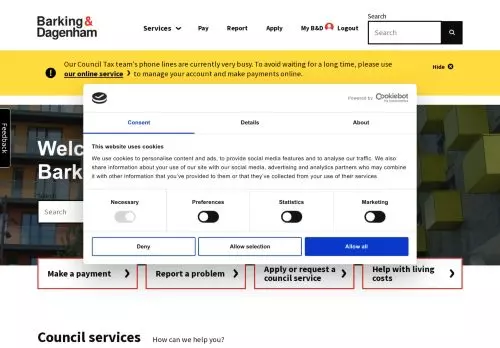 Barking &
Dagenham
Services
Pay
Report
Apply
My B&D
Logout
Search
Search
Our Council Tax team's phone lines are currently very busy. To avoid waiting for a long time, please use
our online service > to manage your account and make payments online.
Hide
Feedback
Powered by Cookiebot
Consent
Details
About
Welc
Bark
Search
This website uses cookies
We use cookies to personalise content and ads, to provide social media features and to analyse our traffic. We also
share information about your use of our site with our social media, advertising and analytics partners who may combine
it with other information that you've provided to them or that they've collected from your use of their services.
Necessary
Preferences
Statistics
Marketing
Deny
Allow selection
Allow all
Make a payment
Report a problem
Apply or request a
council service
Help with living
costs
Council services
How can we help you?